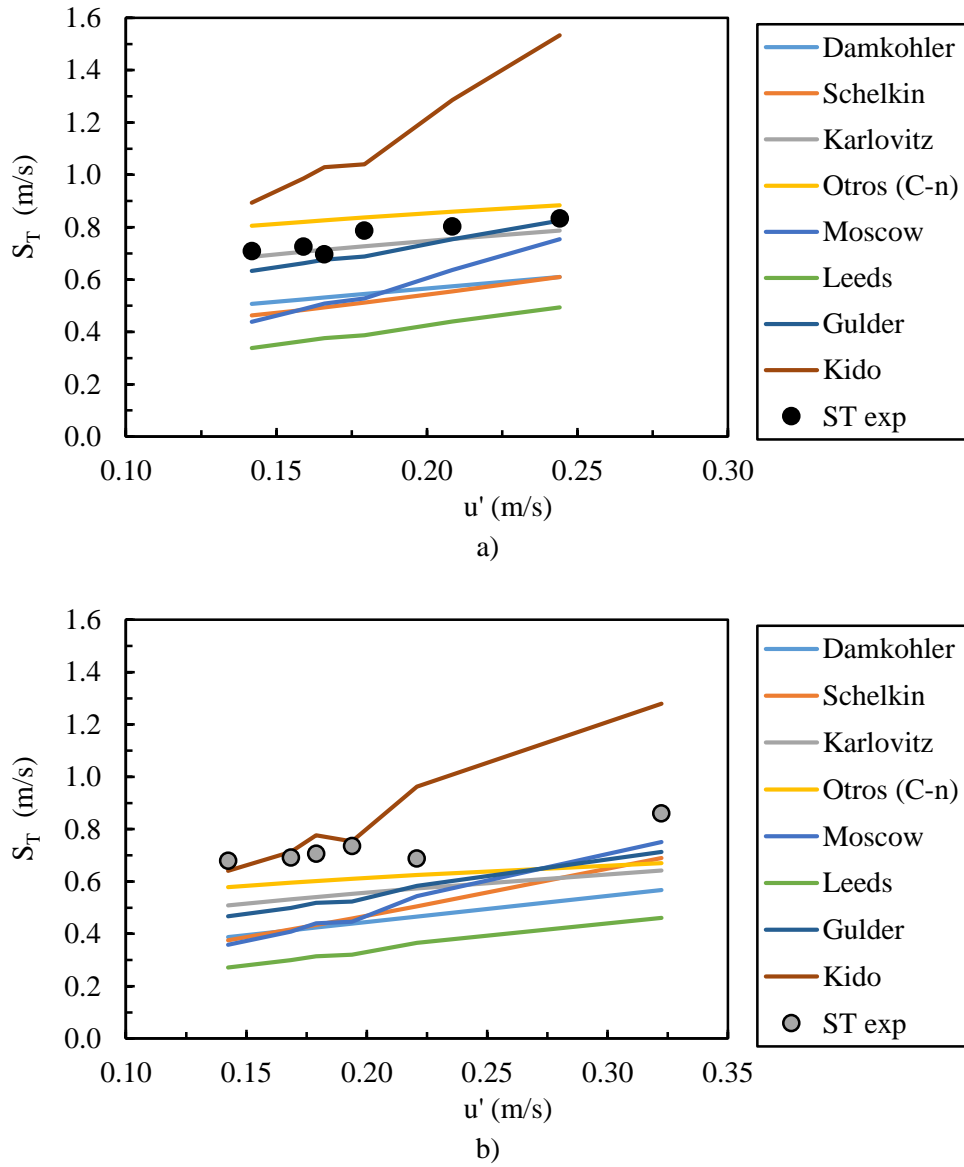 1.6
1.4
1.2
1.0
0.8
0.6
0.4
0.2
0.0
S_T (m/s)
0.10 0.15 0.20 0.25 0.30
u' (m/s)
Damkohler
Schelkin
Karlovitz
Otros (C-n)
Moscow
Leeds
Gulder
Kido
ST exp
a)
1.6
1.4
1.2
1.0
0.8
0.6
0.4
0.2
0.0
S_T (m/s)
0.10 0.15 0.20 0.25 0.30 0.35
u' (m/s)
Damkohler
Schelkin
Karlovitz
Otros (C-n)
Moscow
Leeds
Gulder
Kido
ST exp
b)